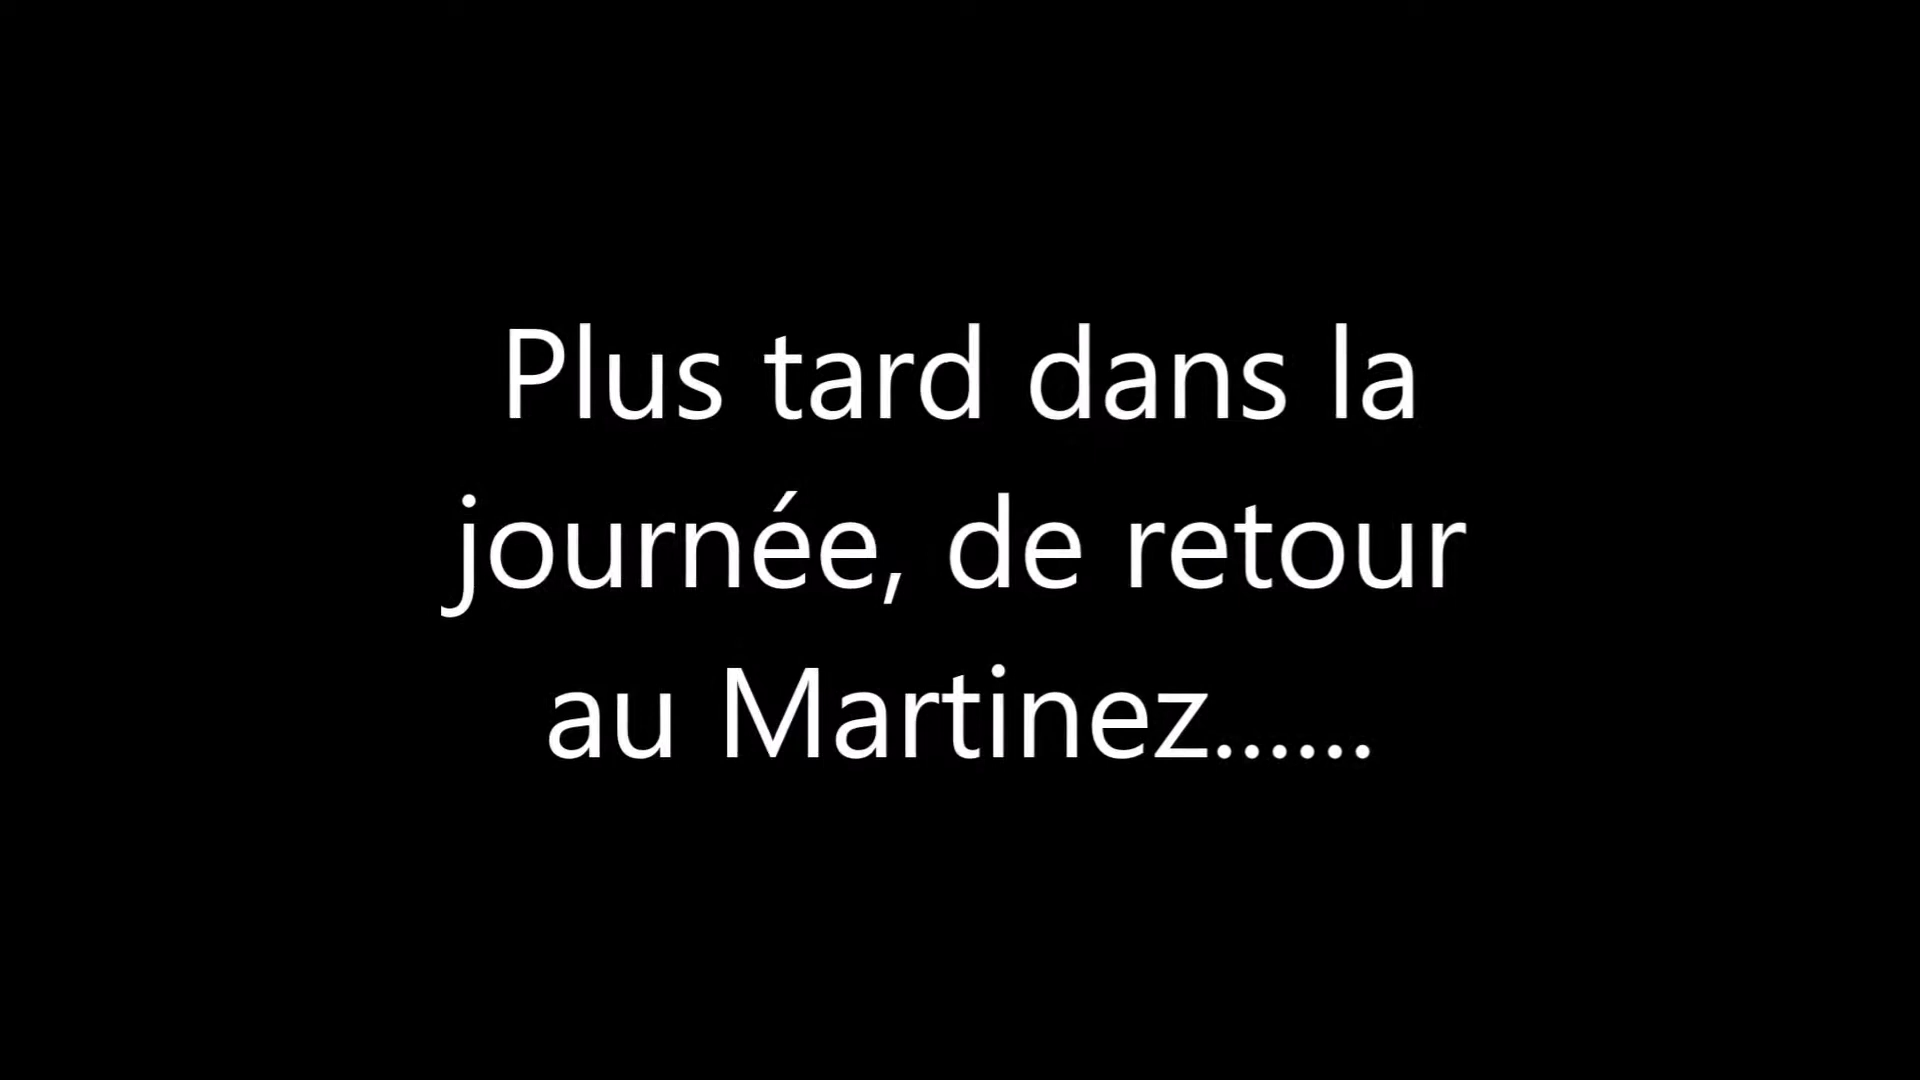 Plus tard dans la
journée, de retour
au Martinez......